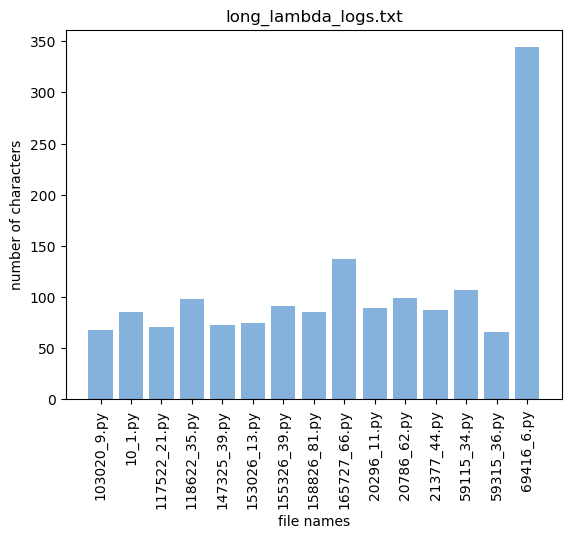 long_lambda_logs.txt
number of characters
350
300
250
200
150
100
50
0
103020_9.py
10_1.py
117522_21.py
118622_35.py
147325_39.py
153026_13.py
155326_39.py
158826_81.py
165727_66.py
20296_11.py
20786_62.py
21377_44.py
59115_34.py
59315_36.py
69416_6.py
file names